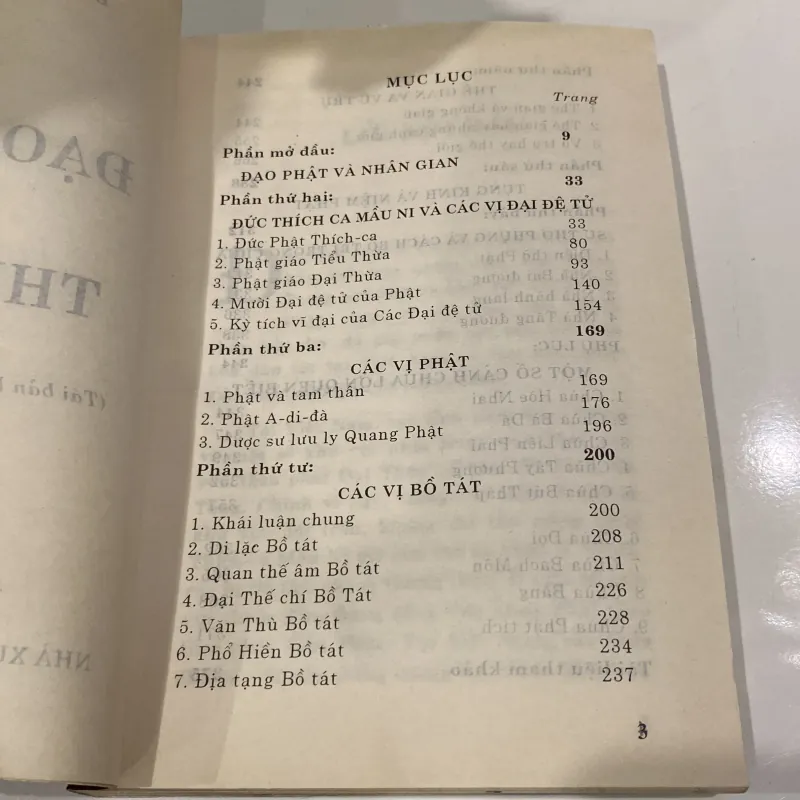 MỤC LỤC
Trang
Phần mở đầu: 9
ĐẠO PHẬT VÀ NHÂN GIAN
Phần thứ hai: 33
ĐỨC THÍCH CA MẦU NI VÀ CÁC VỊ ĐẠI ĐỆ TỬ
1. Đức Phật Thích-ca 33
2. Phật giáo Tiểu Thừa 80
3. Phật giáo Đại Thừa 93
4. Mười Đại đệ tử của Phật 140
5. Kỳ tích vĩ đại của Các Đại đệ tử 154
Phần thứ ba: 169
CÁC VỊ PHẬT
1. Phật và tam thần 169
2. Phật A-di-đà 176
3. Dược sư lưu ly Quang Phật 196
Phần thứ tư: 200
CÁC VỊ BỒ TÁT
1. Khái luận chung 200
2. Di lặc Bồ tát 208
3. Quan thế âm Bồ tát 211
4. Đại Thế chí Bồ Tát 226
5. Văn Thù Bồ tát 228
6. Phổ Hiền Bồ tát 234
7. Địa tạng Bồ tát 237
3